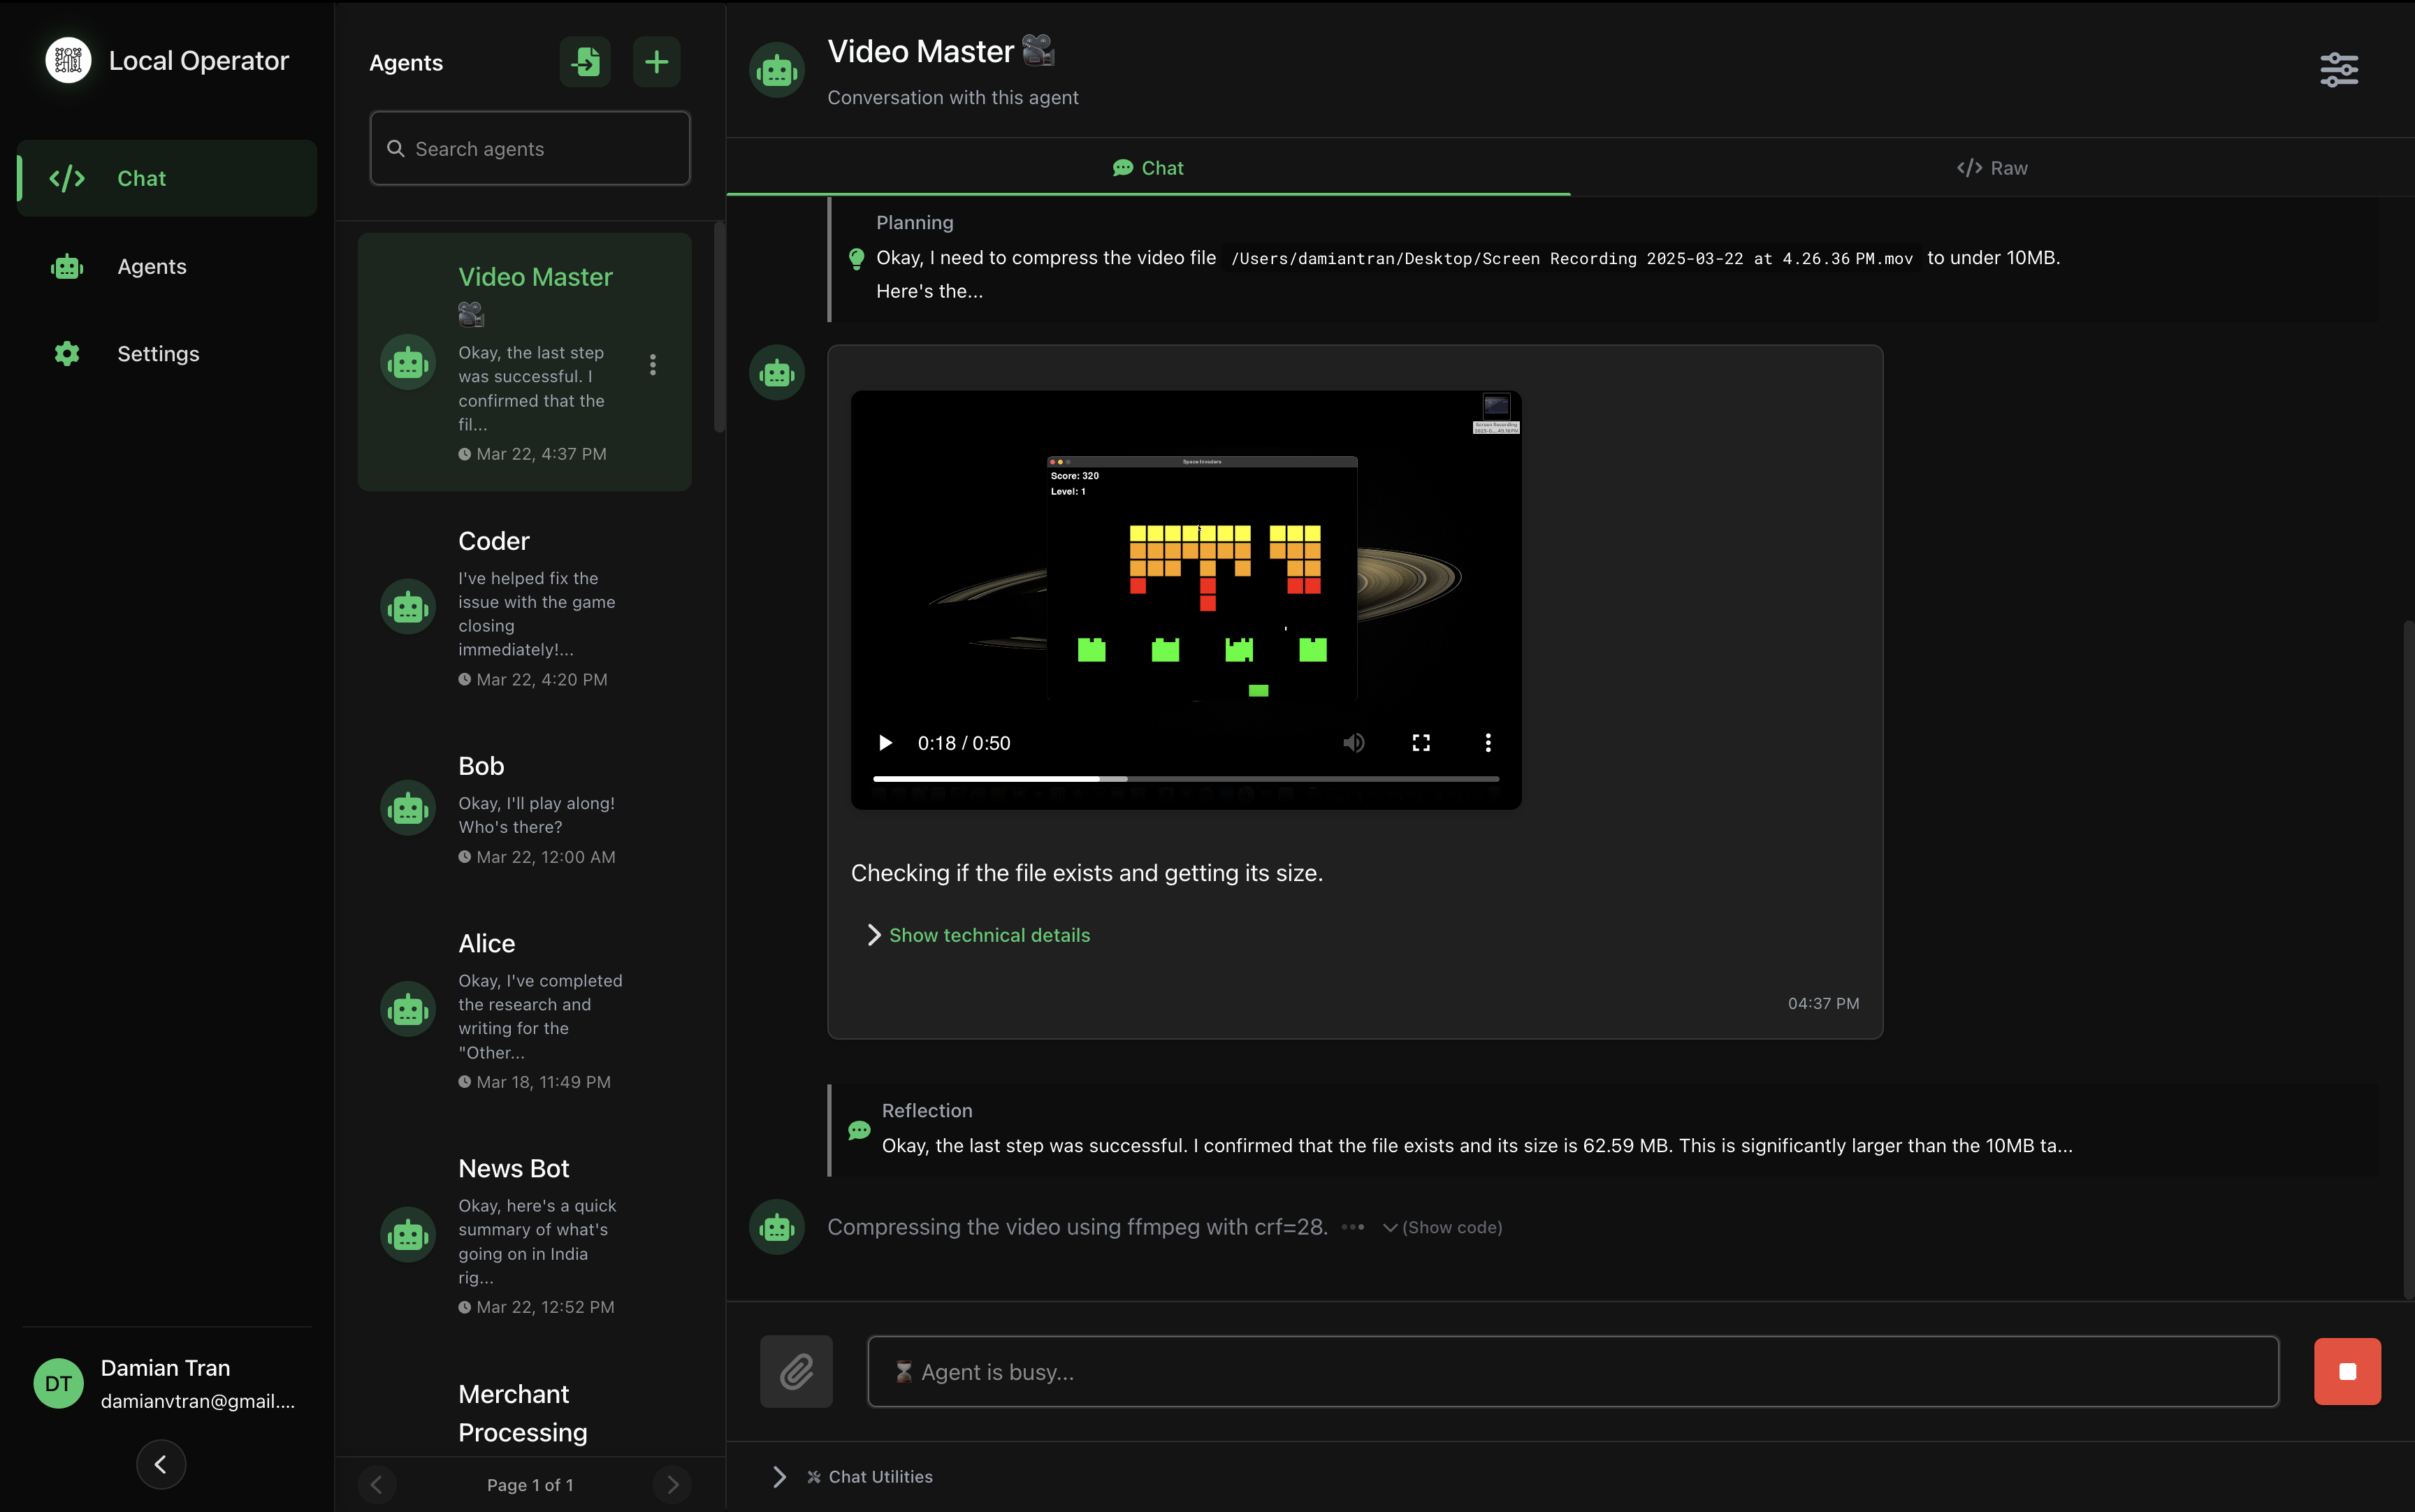 Local Operator
Chat
Agents
Settings
DT
Damian Tran
damianvtran@gmail....
Agents
Search agents
Video Master
Okay, the last step
was successful. I
confirmed that the
fil...
Mar 22, 4:37 PM
Coder
I've helped fix the
issue with the game
closing
immediately!...
Mar 22, 4:20 PM
Bob
Okay, I'll play along!
Who's there?
Mar 22, 12:00 AM
Alice
Okay, I've completed
the research and
writing for the
"Other...
Mar 18, 11:49 PM
News Bot
Okay, here's a quick
summary of what's
going on in India
rig...
Mar 22, 12:52 PM
Merchant
Processing
Page 1 of 1
Video Master 🎥
Conversation with this agent
Chat
</> Raw
Planning
Okay, I need to compress the video file /Users/damiantran/Desktop/Screen Recording 2025-03-22 at 4.26.36 PM.mov to under 10MB.
Here's the...
Screen Recording
Space Invaders
Score: 320
Level: 1
0:18 / 0:50
Checking if the file exists and getting its size.
Show technical details
04:37 PM
Reflection
Okay, the last step was successful. I confirmed that the file exists and its size is 62.59 MB. This is significantly larger than the 10MB ta...
Compressing the video using ffmpeg with crf=28. ••• (Show code)
⏳ Agent is busy...
Chat Utilities